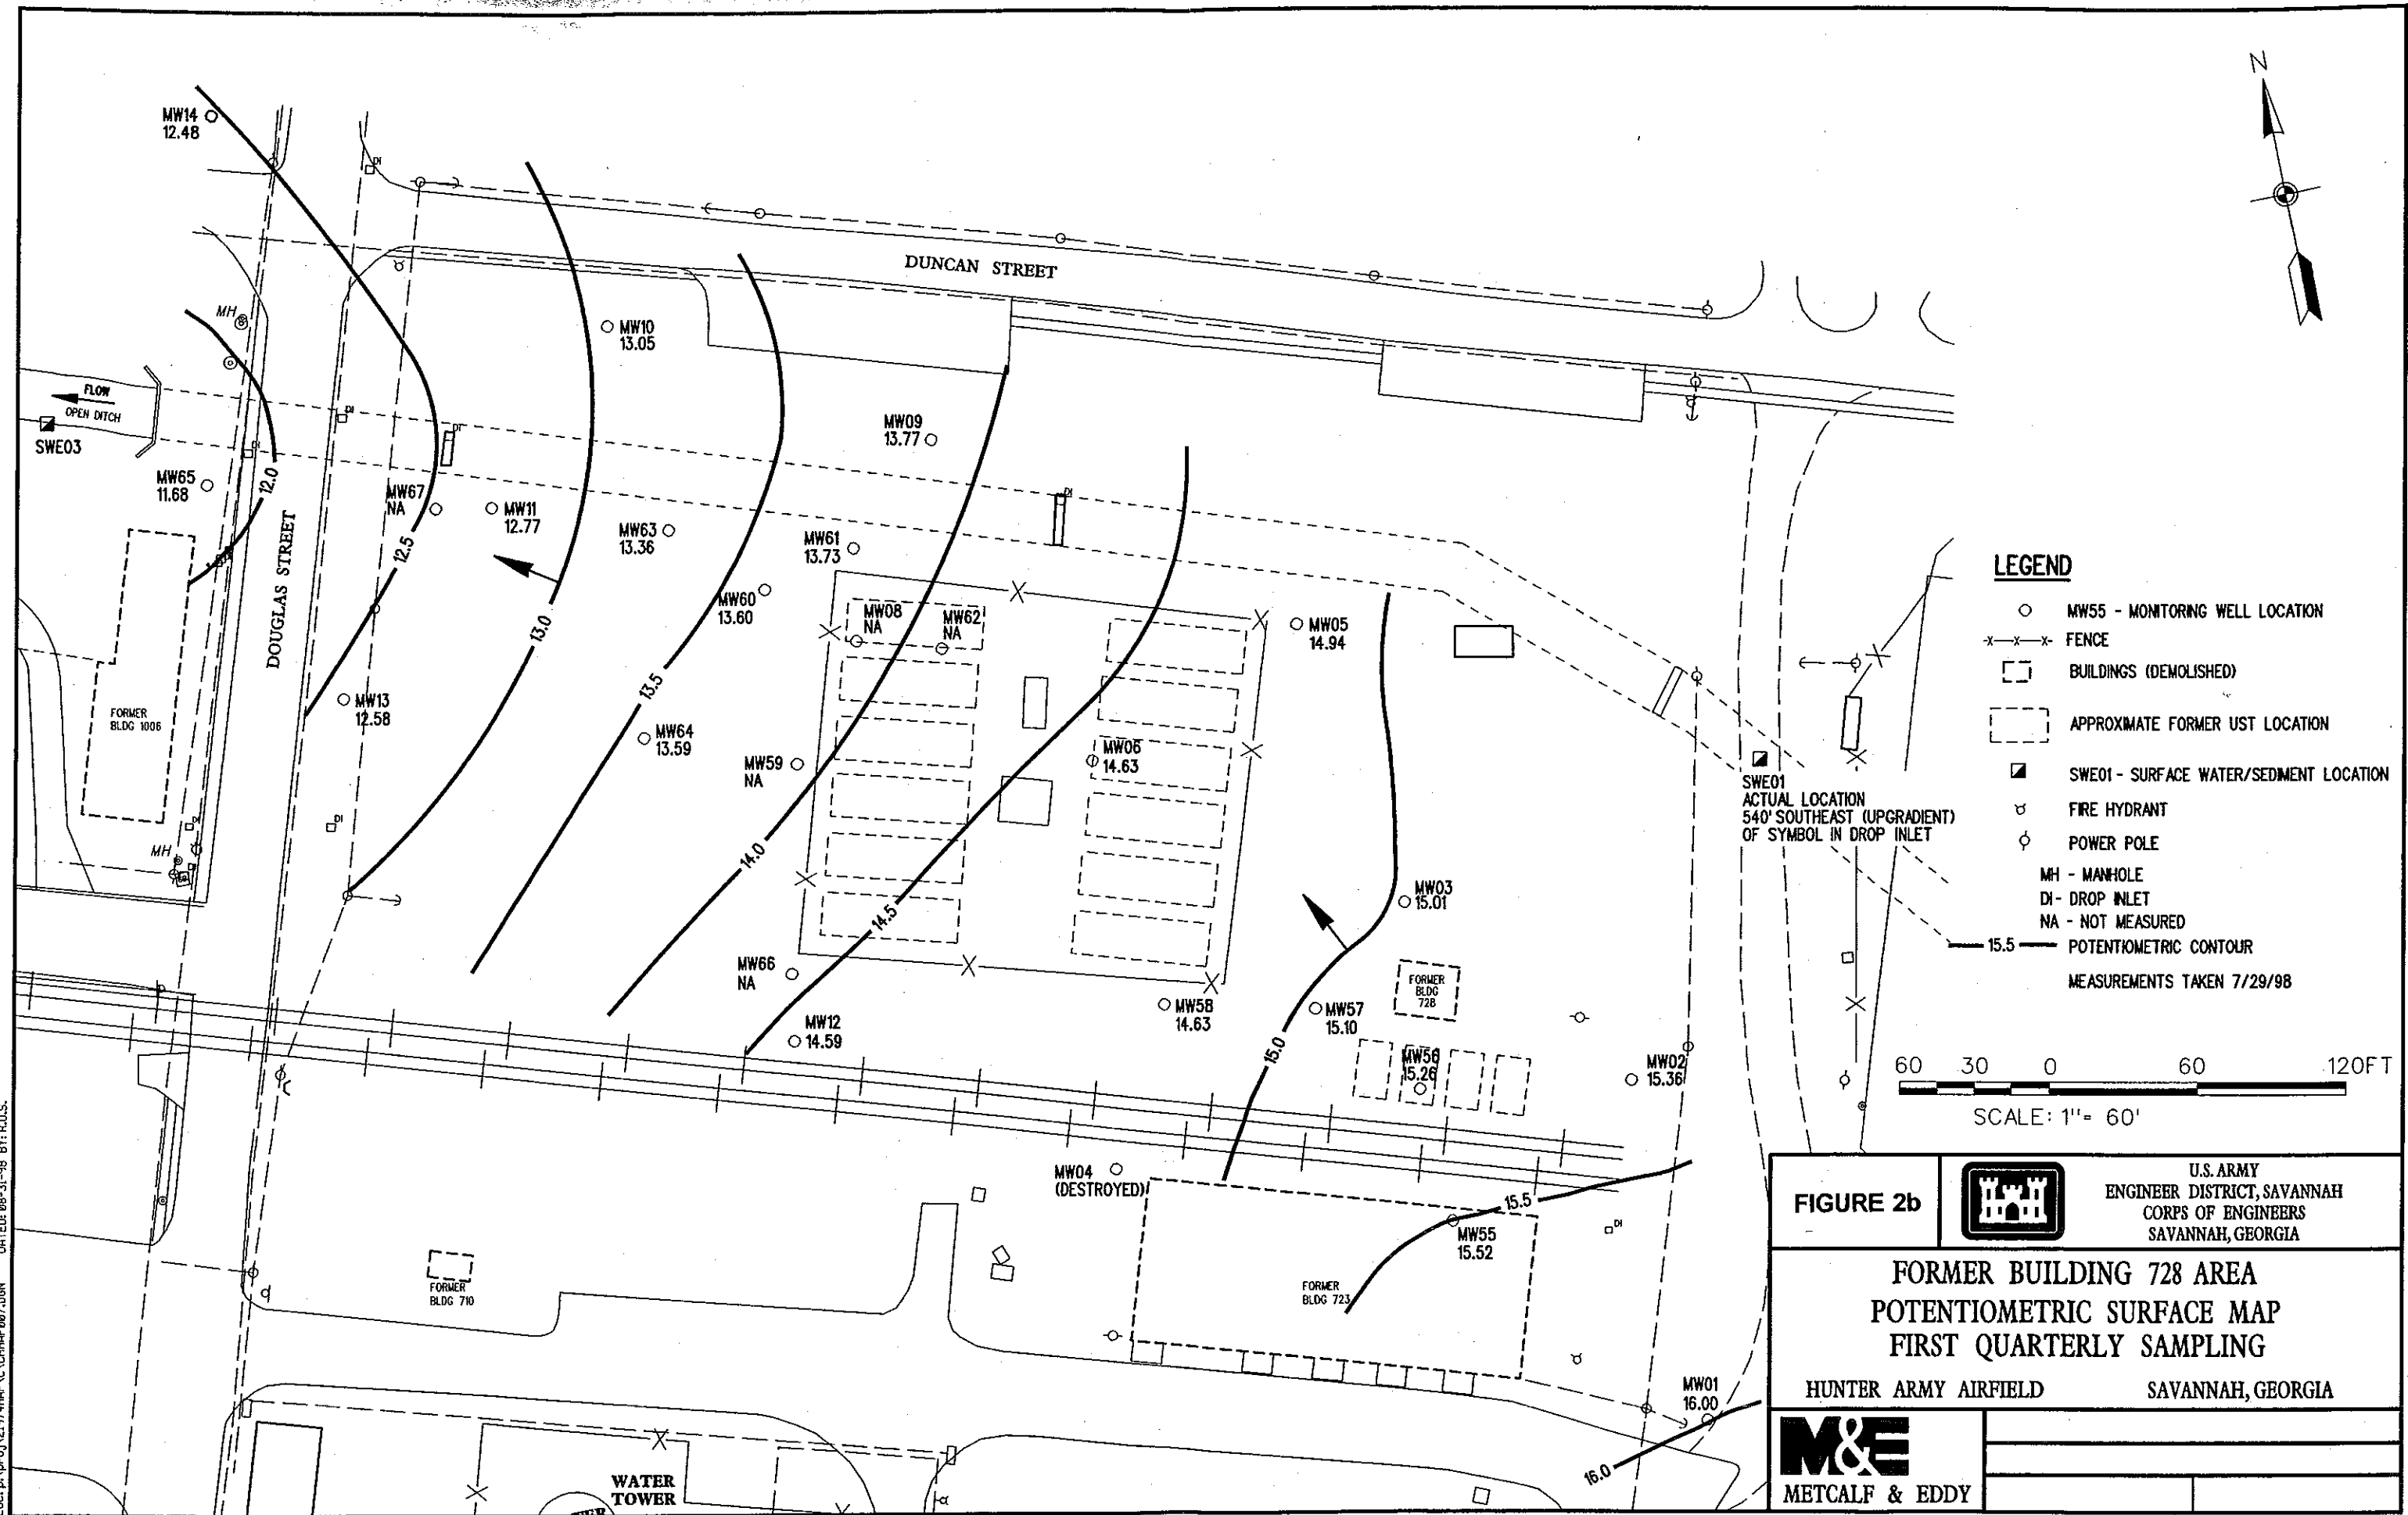 N
MW14
12.48
DI
DUNCAN STREET
MH
MW10
13.05
FLOW
OPEN DITCH
SWE03
DI
DI
DI
MW09
13.77
MW65
11.68
12.0
MW67
NA
MW11
12.77
12.5
MW63
13.36
MW61
13.73
DI
DOUGLAS STREET
MW60
13.60
MW08
NA
MW62
NA
13.0
MW05
14.94
FORMER
BLDG 1006
MW13
12.58
13.5
MW64
13.59
MW59
NA
MW06
14.63
SWE01
ACTUAL LOCATION
540' SOUTHEAST (UPGRADIENT)
OF SYMBOL IN DROP INLET
DI
DI
MH
14.0
14.5
MW03
15.01
MW66
NA
MW12
14.59
MW58
14.63
MW57
15.10
FORMER
BLDG
728
15.0
MW56
15.26
MW02
15.36
MW04
(DESTROYED)
15.5
MW55
15.52
DI
FORMER
BLDG 710
FORMER
BLDG 723
MW01
16.00
16.0
WATER
TOWER
LEGEND
MW55 - MONITORING WELL LOCATION
-X—X—X- FENCE
BUILDINGS (DEMOLISHED)
APPROXIMATE FORMER UST LOCATION
SWE01 - SURFACE WATER/SEDIMENT LOCATION
FIRE HYDRANT
POWER POLE
MH - MANHOLE
DI - DROP INLET
NA - NOT MEASURED
15.5 POTENTIOMETRIC CONTOUR
MEASUREMENTS TAKEN 7/29/98
60 30 0 60 120FT
SCALE: 1"= 60'
FIGURE 2b
U.S. ARMY
ENGINEER DISTRICT, SAVANNAH
CORPS OF ENGINEERS
SAVANNAH, GEORGIA
FORMER BUILDING 728 AREA
POTENTIOMETRIC SURFACE MAP
FIRST QUARTERLY SAMPLING
HUNTER ARMY AIRFIELD SAVANNAH, GEORGIA
M&E
METCALF & EDDY